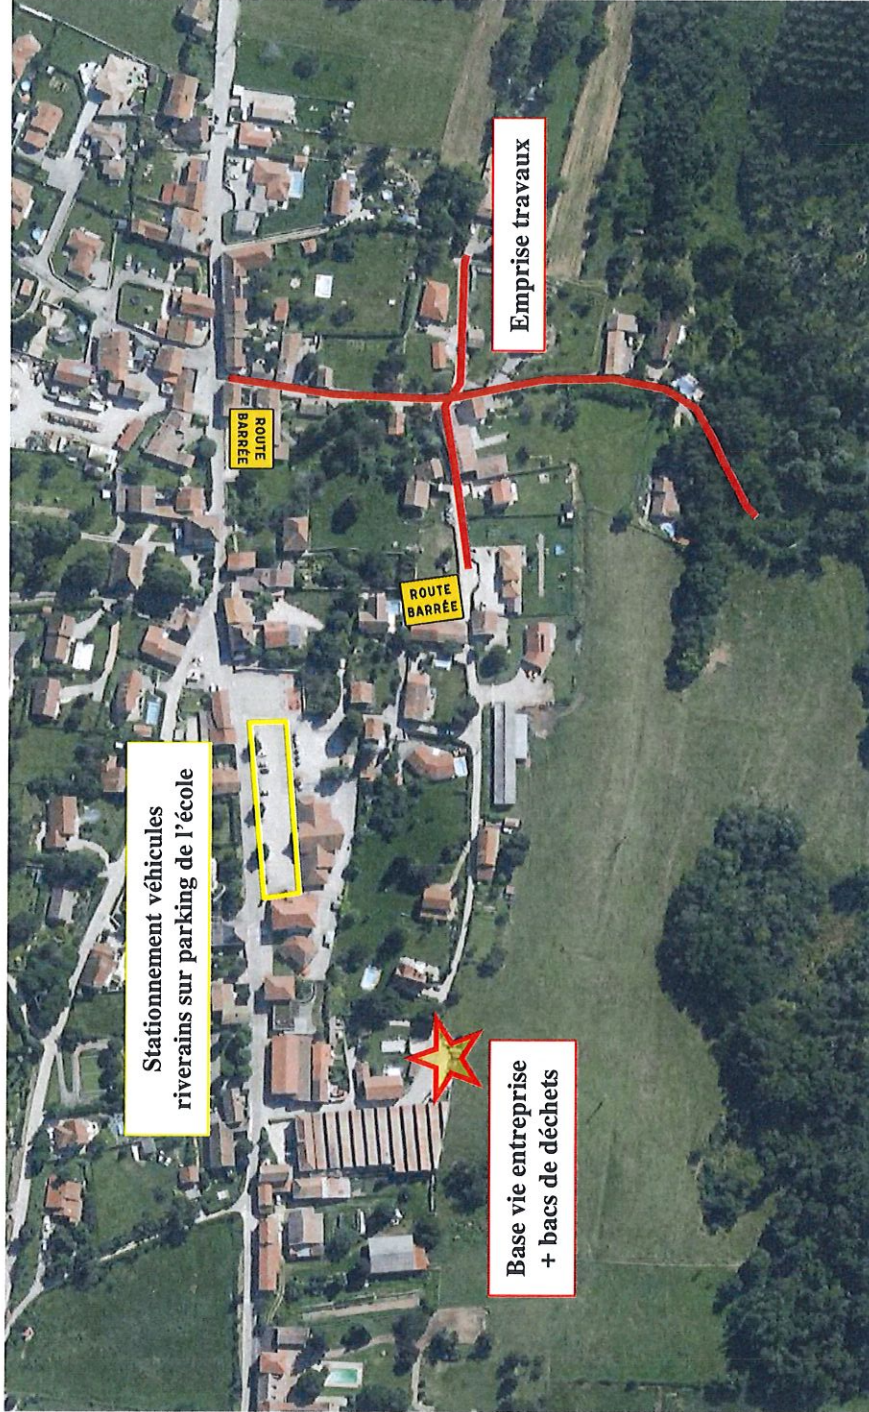 Emprise travaux
ROUTE
BARRÉE
ROUTE
BARRÉE
Stationnement véhicules
riverains sur parking de l'école
Base vie entreprise
+ bacs de déchets